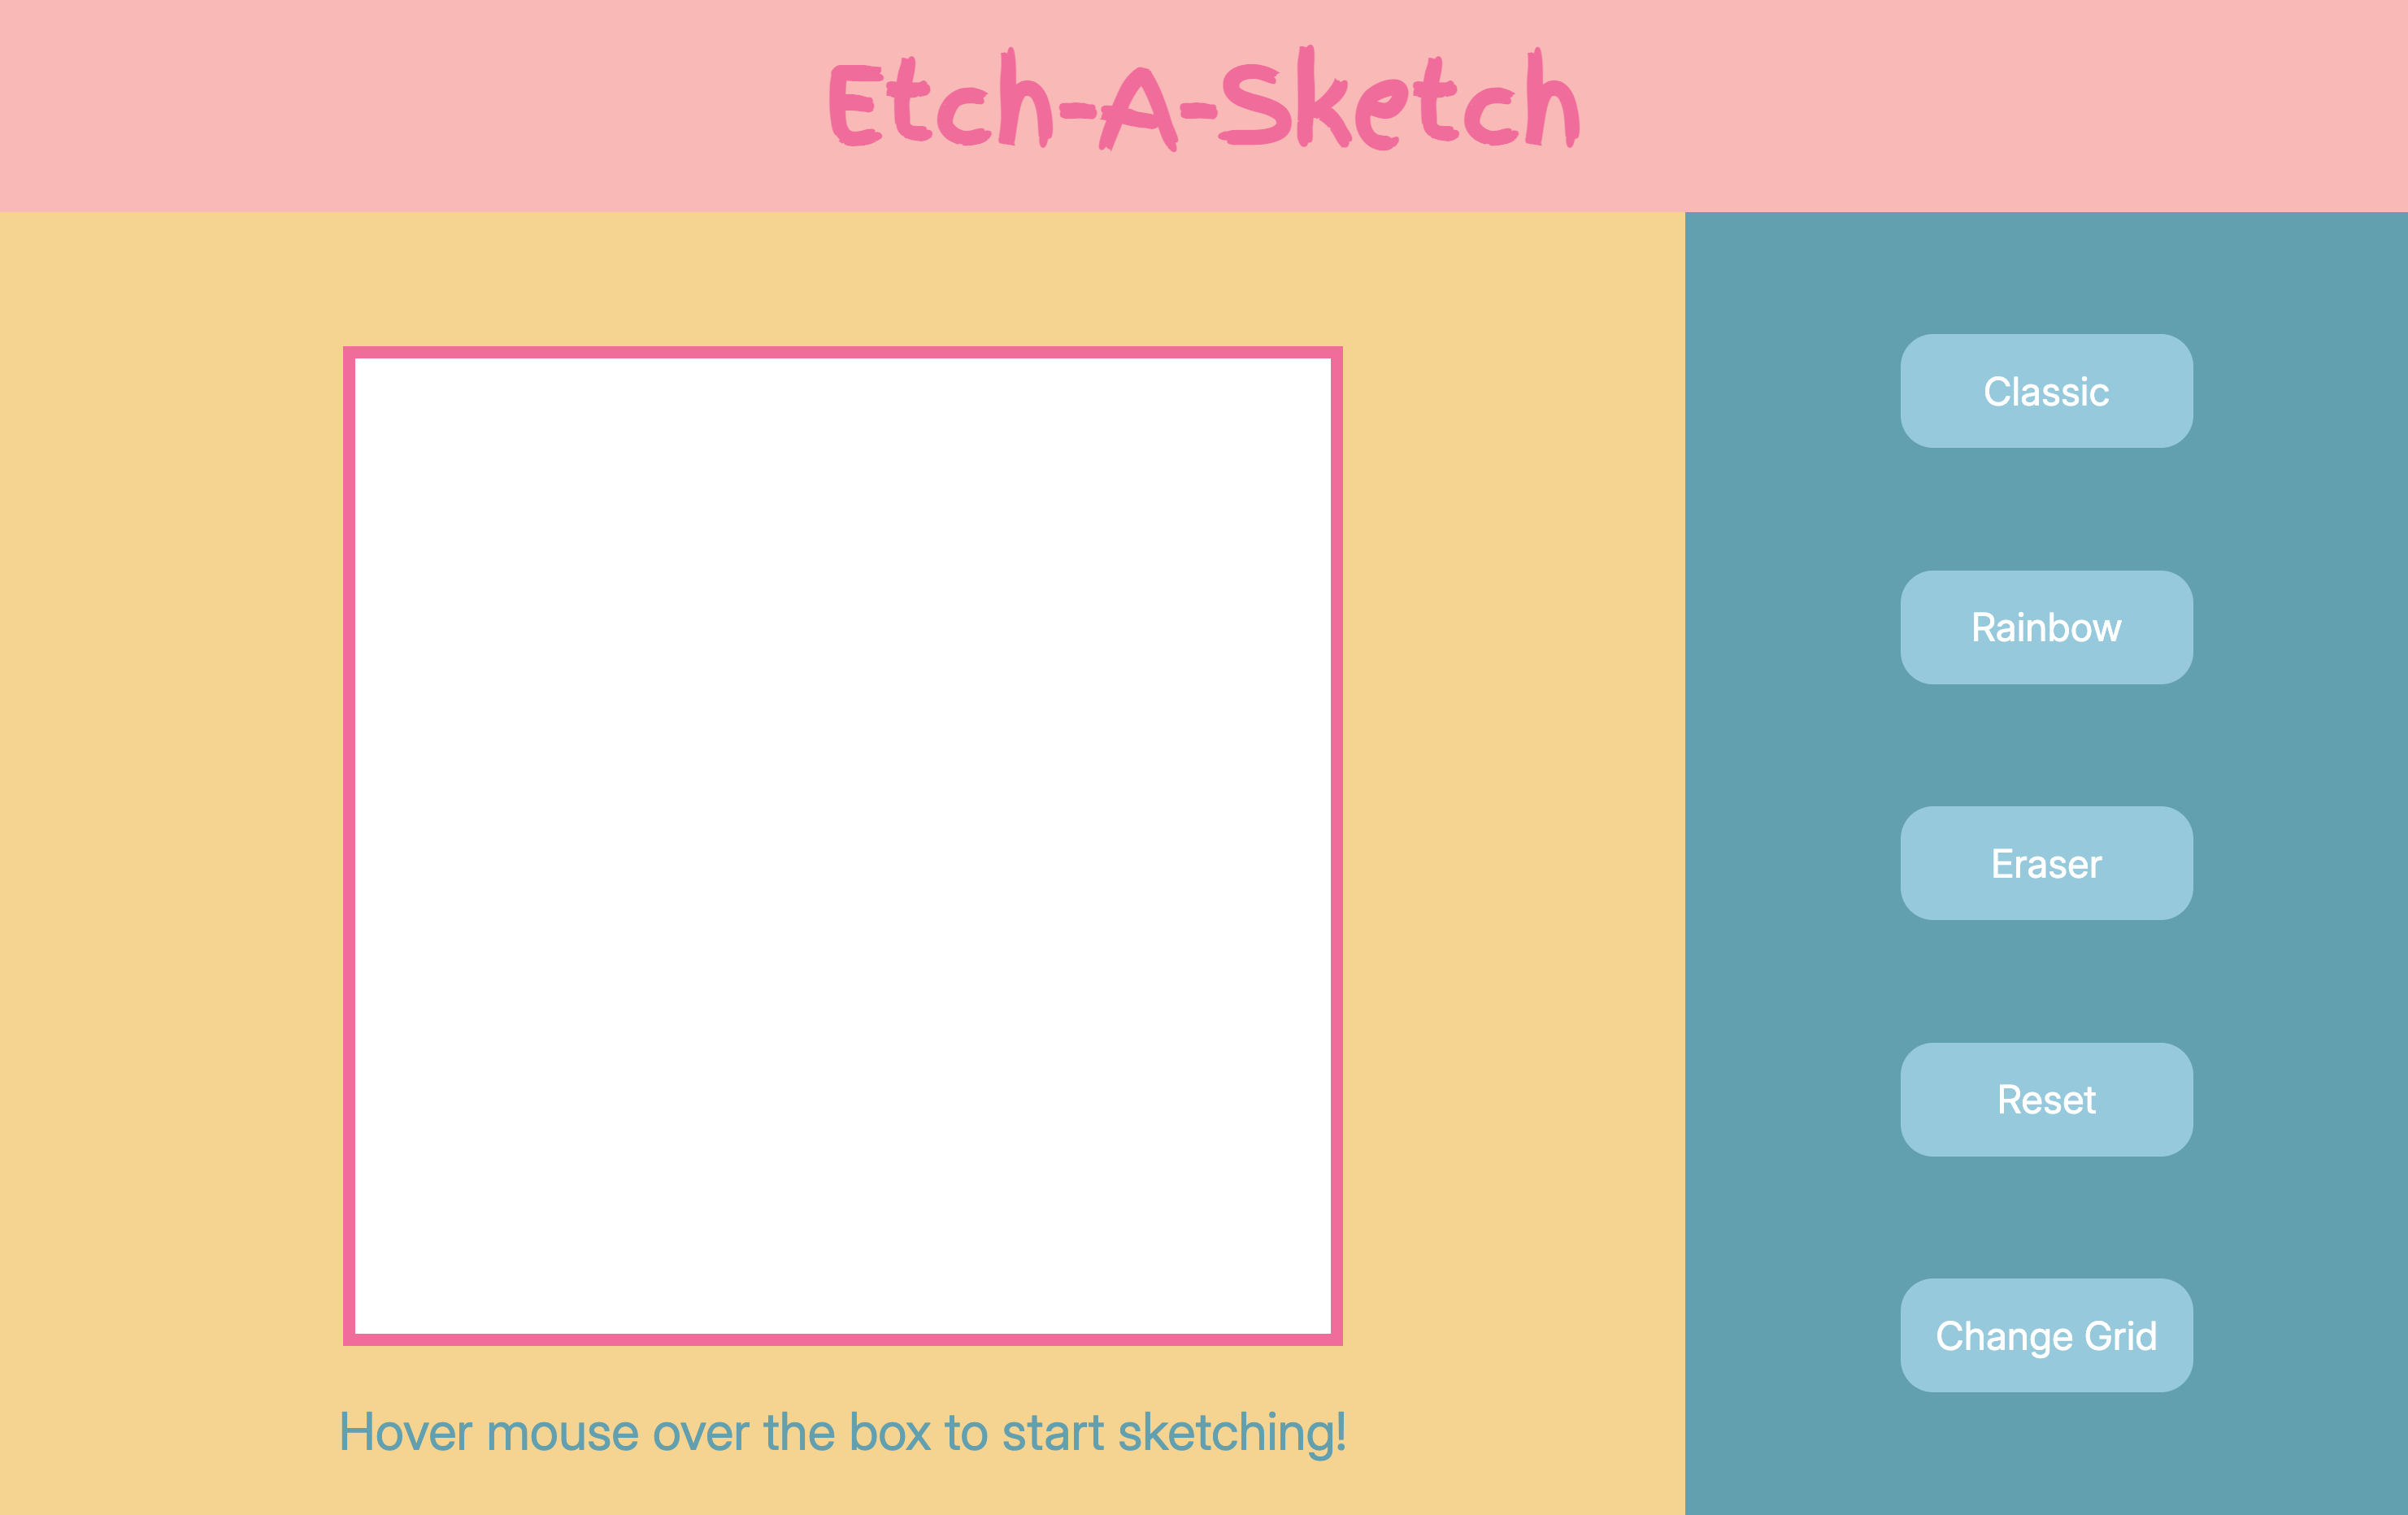 Etch-A-Sketch
Classic
Rainbow
Eraser
Reset
Change Grid
Hover mouse over the box to start sketching!